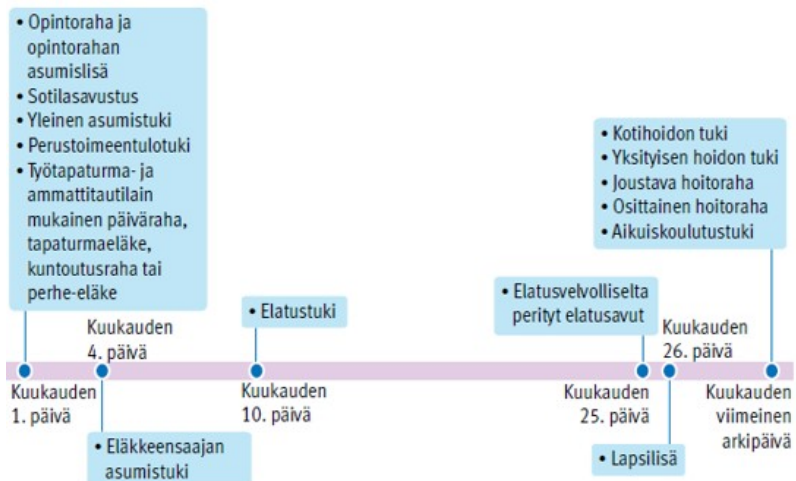 • Opintoraha ja
opintorahan
asumislisä
• Sotilasavustus
• Yleinen asumistuki
• Perustoimeentulotuki
• Työtapaturma- ja
ammattitautilain
mukainen päiväraha,
tapaturmaeläke,
kuntoutusraha tai
perhe-eläke
Kuukauden
1. päivä
Kuukauden
4. päivä
• Eläkkeensaajan
asumistuki
• Elatustuki
Kuukauden
10. päivä
• Elatusvelvolliselta
perityt elatusavut
Kuukauden
25. päivä
Kuukauden
26. päivä
• Lapsilisä
• Kotihoidon tuki
• Yksityisen hoidon tuki
• Joustava hoitoraha
• Osittainen hoitoraha
• Aikuiskoulutustuki
Kuukauden
viimeinen
arkipäivä